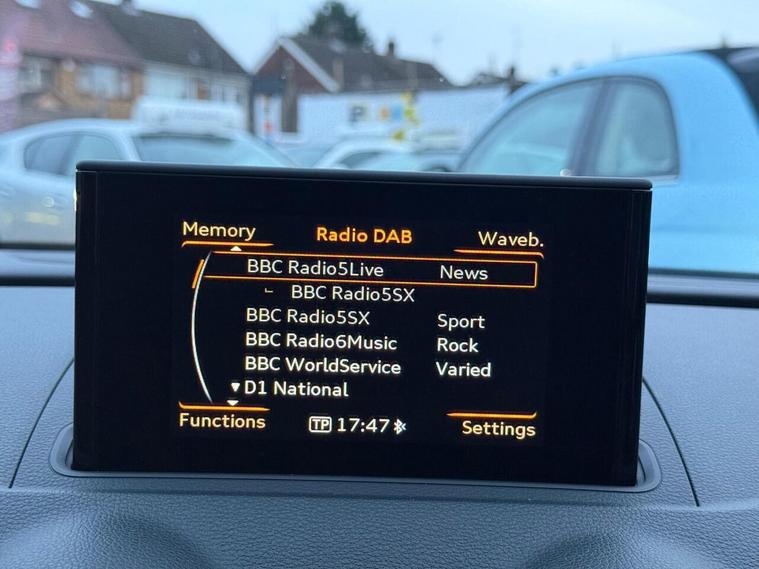 Memory Radio DAB Waveb.
BBC Radio5Live News
BBC Radio5SX
BBC Radio5SX Sport
BBC Radio6Music Rock
BBC WorldService Varied
D1 National
Functions TP 17:47 Settings